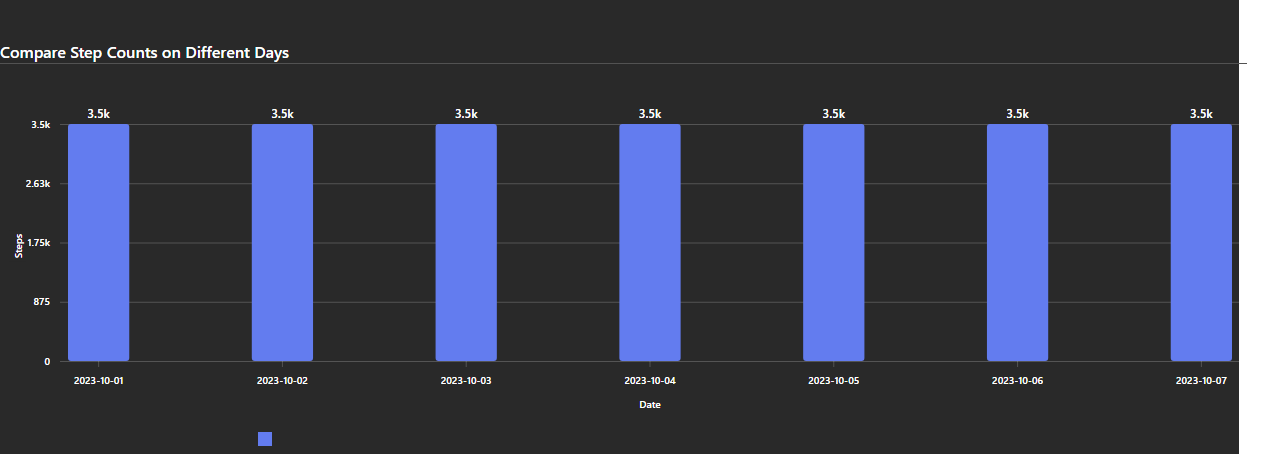 Compare Step Counts on Different Days
3.5k 3.5k 3.5k 3.5k 3.5k 3.5k 3.5k
3.5k
2.63k
1.75k
Steps
875
0
2023-10-01 2023-10-02 2023-10-03 2023-10-04 2023-10-05 2023-10-06 2023-10-07
Date